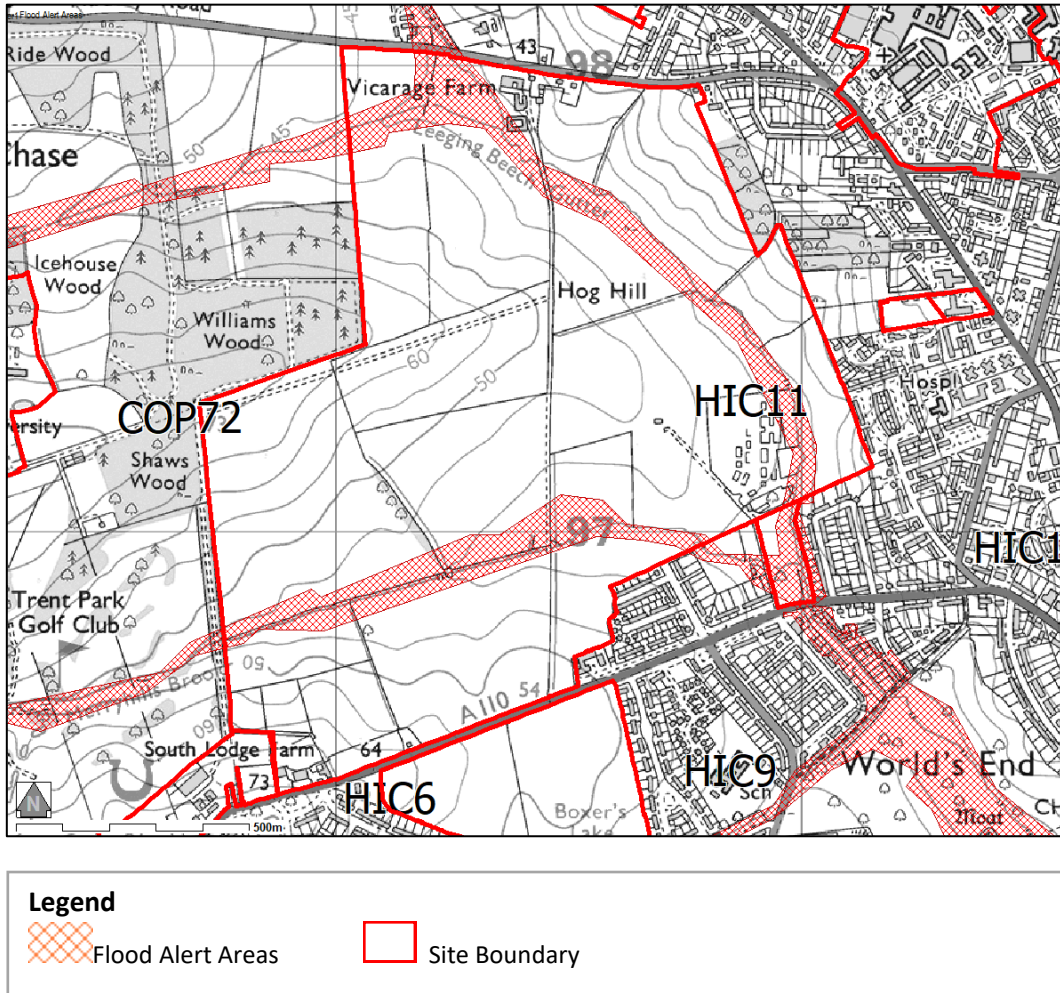 Flood Alert Areas
Ride Wood
45
43
98
Vicarage Farm
Chase
50
45
Leeging Beech Gutter
Icehouse
Wood
Hog Hill
Williams
Wood
60
50
Hospl
HIC11
COP72
ersity
Shaws
Wood
97
HIC1
Trent Park
Golf Club
50
Merryhills Brook
60
A110
54
South Lodge Farm
64
World's End
73
HIC6
HIC9
Sch
Boxer's
Lake
Moat
CH
N
500m
Legend
Flood Alert Areas
Site Boundary